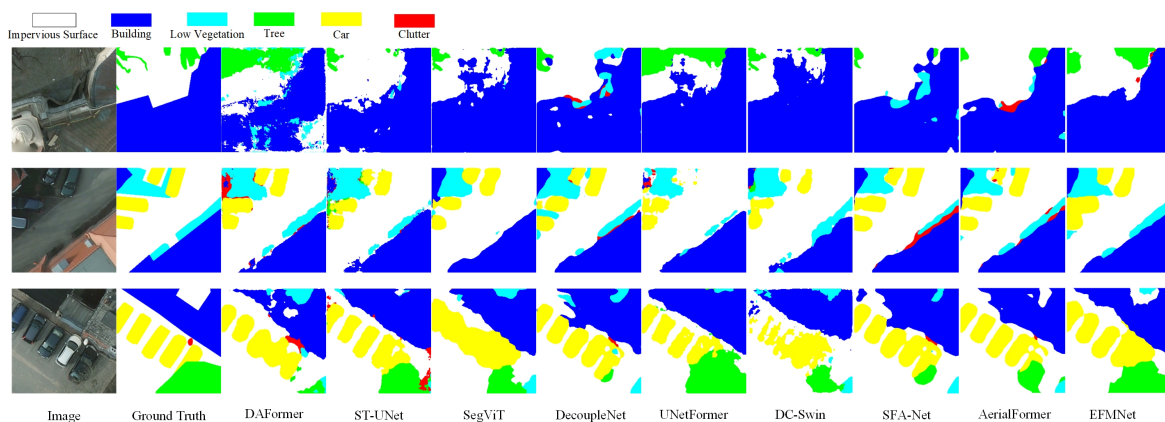 Impervious Surface Building Low Vegetation Tree Car Clutter
Image Ground Truth DAFormer ST-UNet SegViT DecoupleNet UNetFormer DC-Swin SFA-Net AerialFormer EFMNet